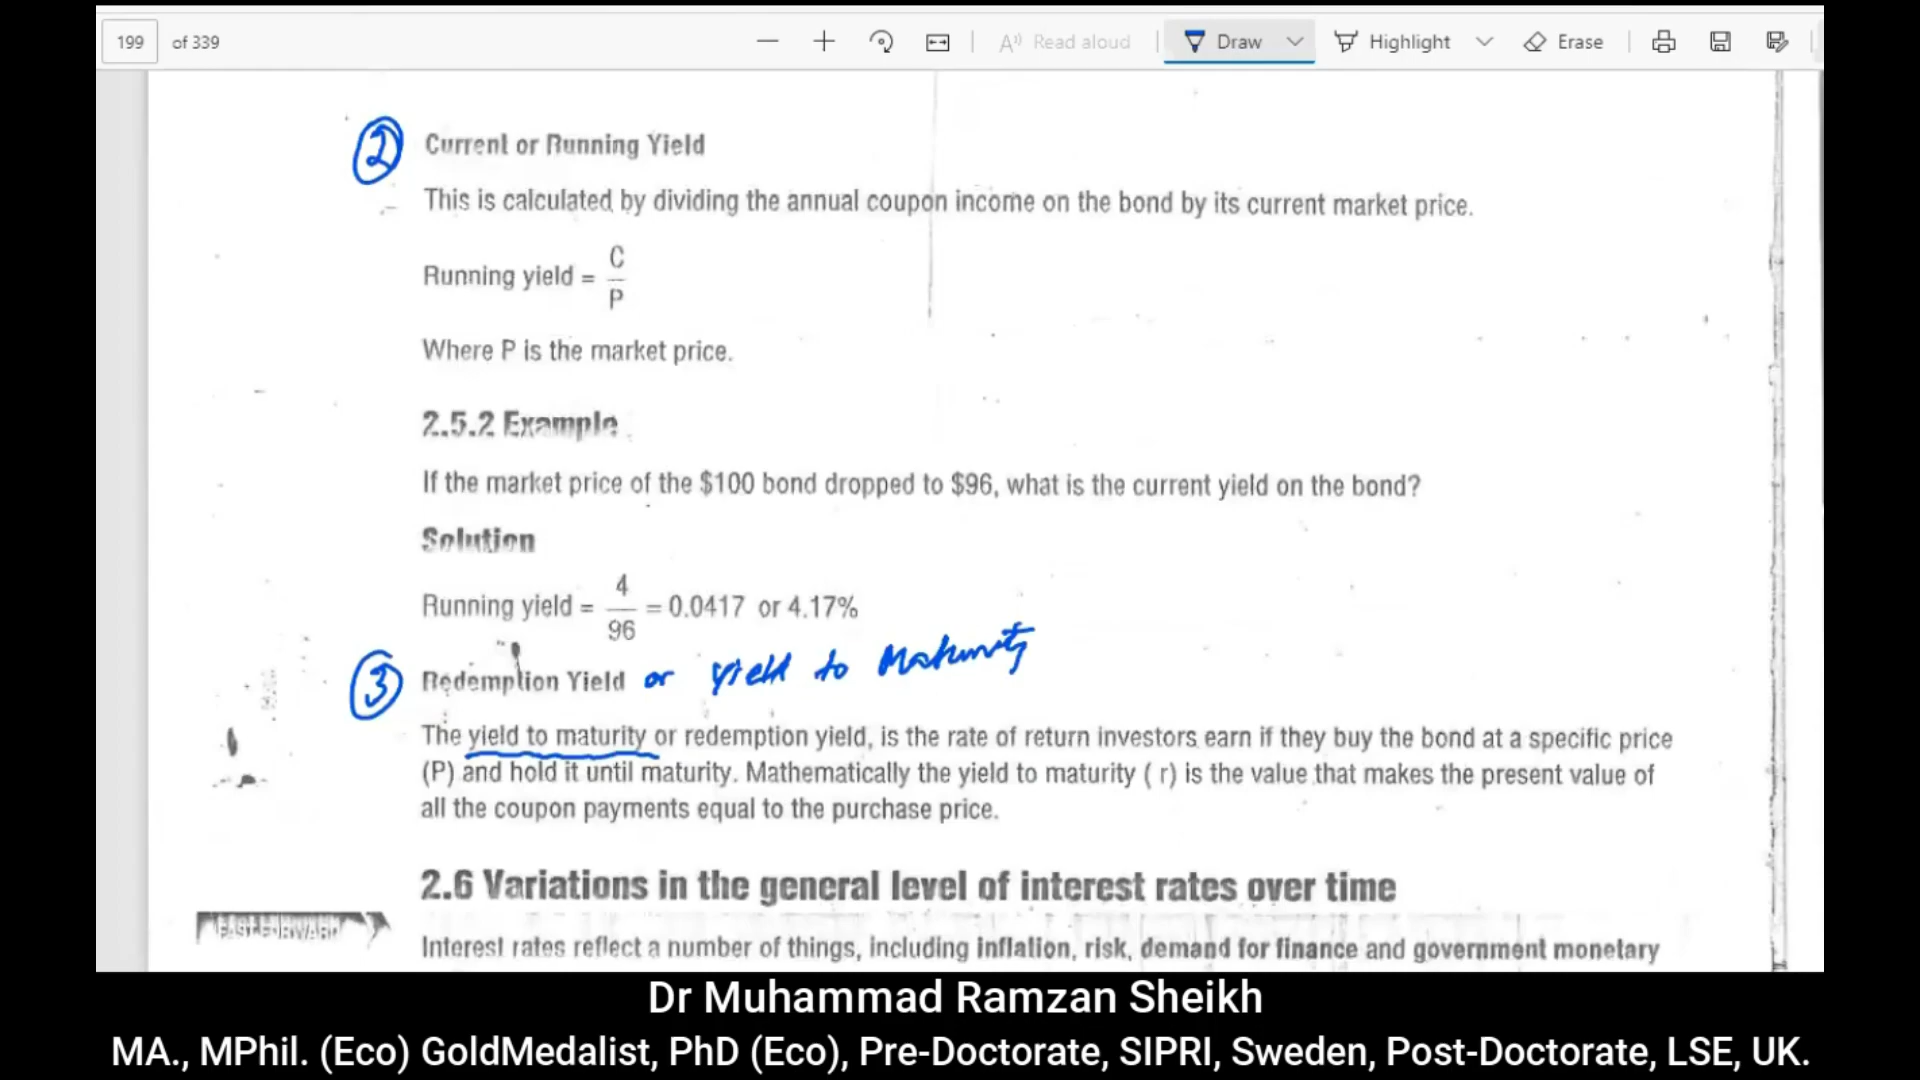 199 of 339
Read aloud
Draw
Highlight
Erase
2 Current or Running Yield
This is calculated by dividing the annual coupon income on the bond by its current market price.
Running yield = C
P
Where P is the market price.
2.5.2 Example
If the market price of the $100 bond dropped to $96, what is the current yield on the bond?
Solution
Running yield = 4 = 0.0417 or 4.17%
96
3 Redemption Yield or Yield to Maturity
The yield to maturity or redemption yield, is the rate of return investors earn if they buy the bond at a specific price
(P) and hold it until maturity. Mathematically the yield to maturity ( r) is the value that makes the present value of
all the coupon payments equal to the purchase price.
2.6 Variations in the general level of interest rates over time
FAST FORWARD
Interest rates reflect a number of things, including inflation, risk, demand for finance and government monetary
Dr Muhammad Ramzan Sheikh
MA., MPhil. (Eco) GoldMedalist, PhD (Eco), Pre-Doctorate, SIPRI, Sweden, Post-Doctorate, LSE, UK.